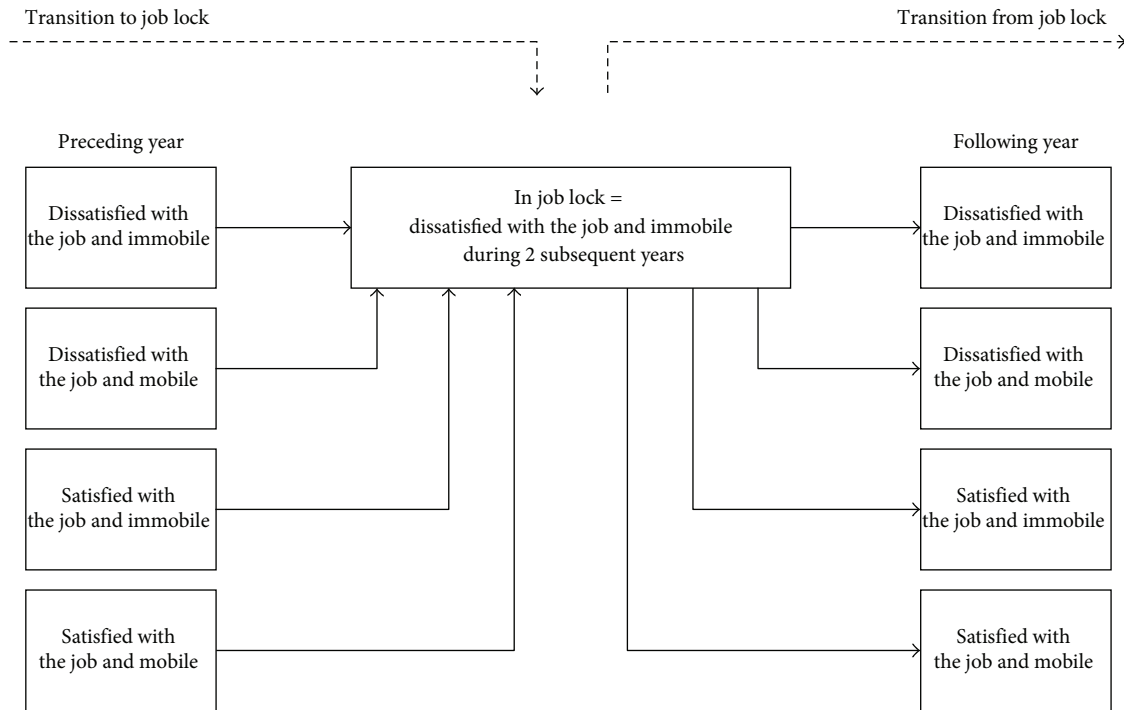 Transition to job lock
Transition from job lock
Preceding year
Following year
Dissatisfied with
the job and immobile
In job lock =
dissatisfied with the job and immobile
during 2 subsequent years
Dissatisfied with
the job and immobile
Dissatisfied with
the job and mobile
Dissatisfied with
the job and mobile
Satisfied with
the job and immobile
Satisfied with
the job and immobile
Satisfied with
the job and mobile
Satisfied with
the job and mobile